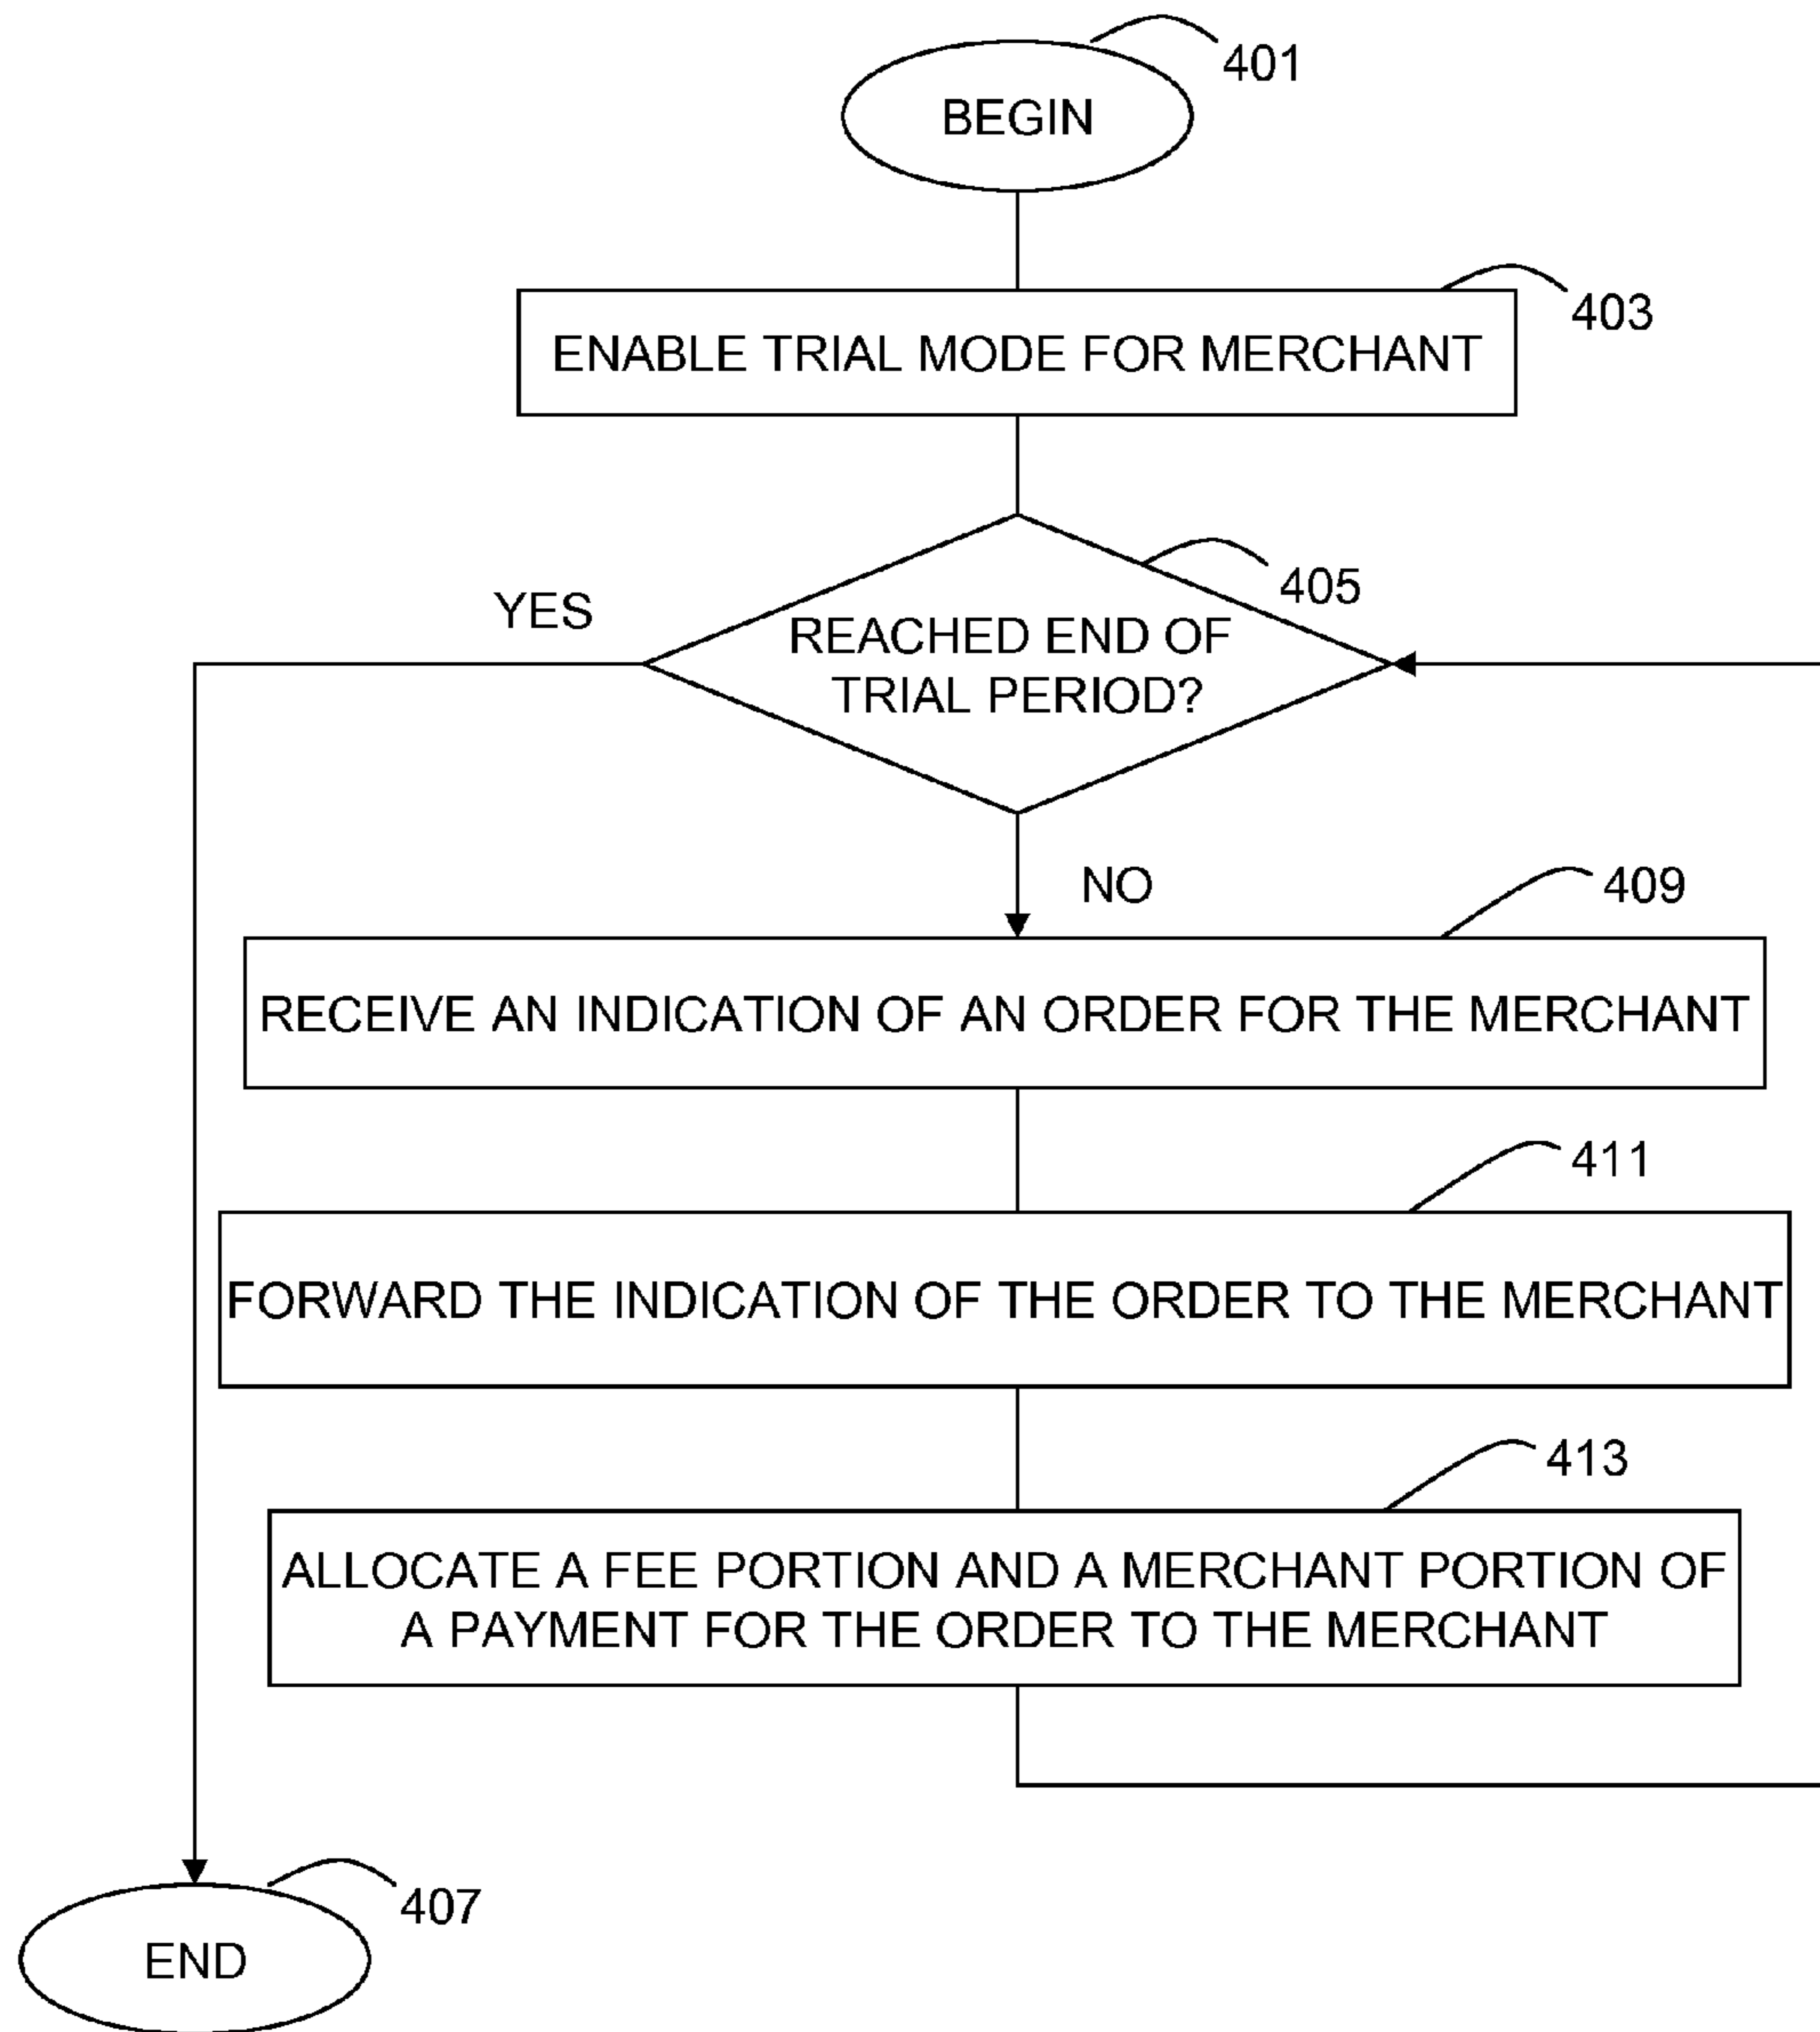 401
BEGIN
403
ENABLE TRIAL MODE FOR MERCHANT
405
YES
REACHED END OF
TRIAL PERIOD?
NO
409
RECEIVE AN INDICATION OF AN ORDER FOR THE MERCHANT
411
FORWARD THE INDICATION OF THE ORDER TO THE MERCHANT
413
ALLOCATE A FEE PORTION AND A MERCHANT PORTION OF
A PAYMENT FOR THE ORDER TO THE MERCHANT
407
END